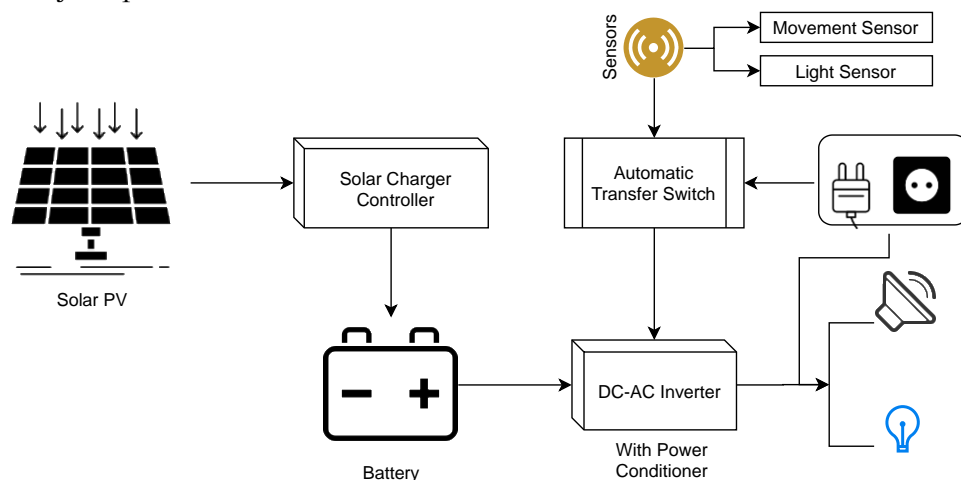 Sensors
Movement Sensor
Light Sensor
Solar Charger
Controller
Automatic
Transfer Switch
Solar PV
DC-AC Inverter
With Power
Conditioner
Battery